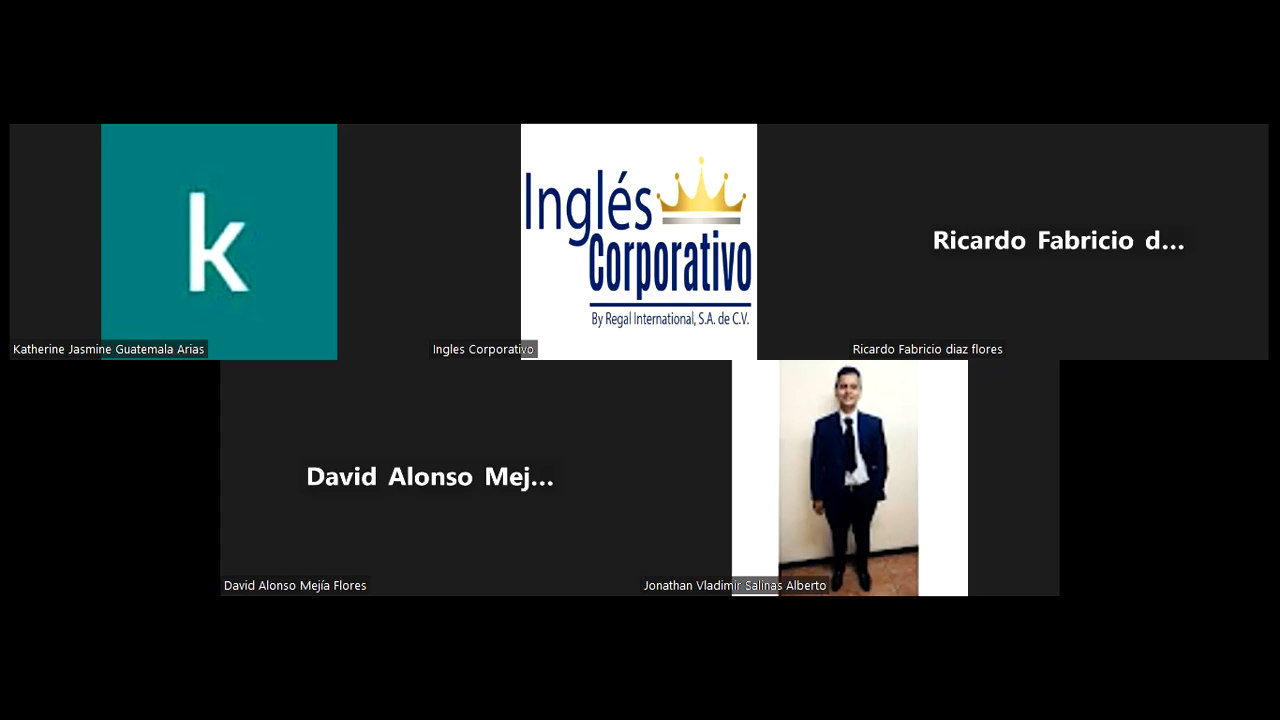 k
Katherine Jasmine Guatemala Arias
Inglés
Corporativo
By Regal International, S.A. de C.V.
Ingles Corporativo
Ricardo Fabricio d...
Ricardo Fabricio diaz flores
David Alonso Mej...
David Alonso Mejía Flores
Jonathan Vladimir Salinas Alberto